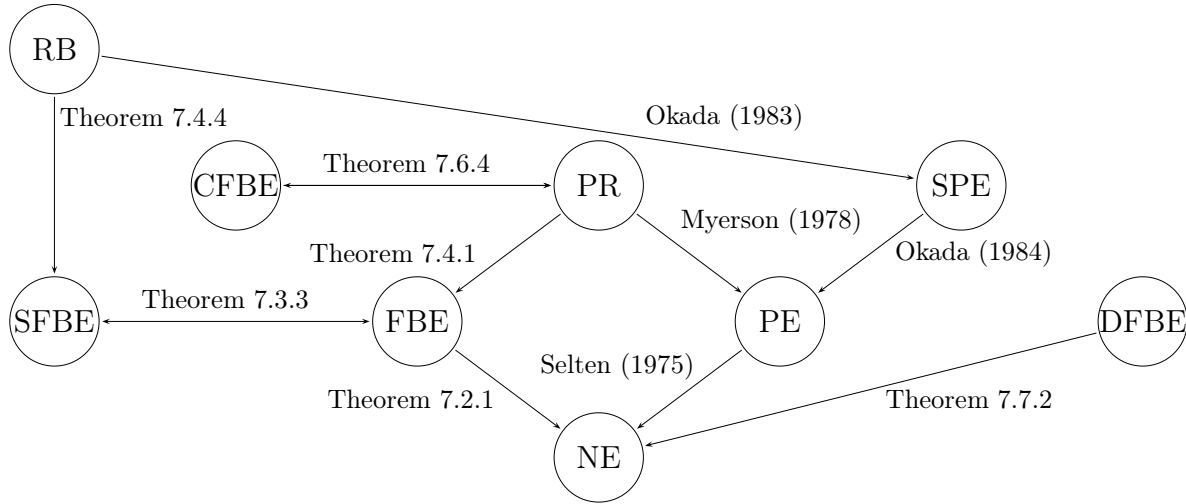 RB
Theorem 7.4.4
Okada (1983)
CFBE
Theorem 7.6.4
PR
SPE
Myerson (1978)
Theorem 7.4.1
Okada (1984)
SFBE
Theorem 7.3.3
FBE
PE
DFBE
Selten (1975)
Theorem 7.2.1
Theorem 7.7.2
NE